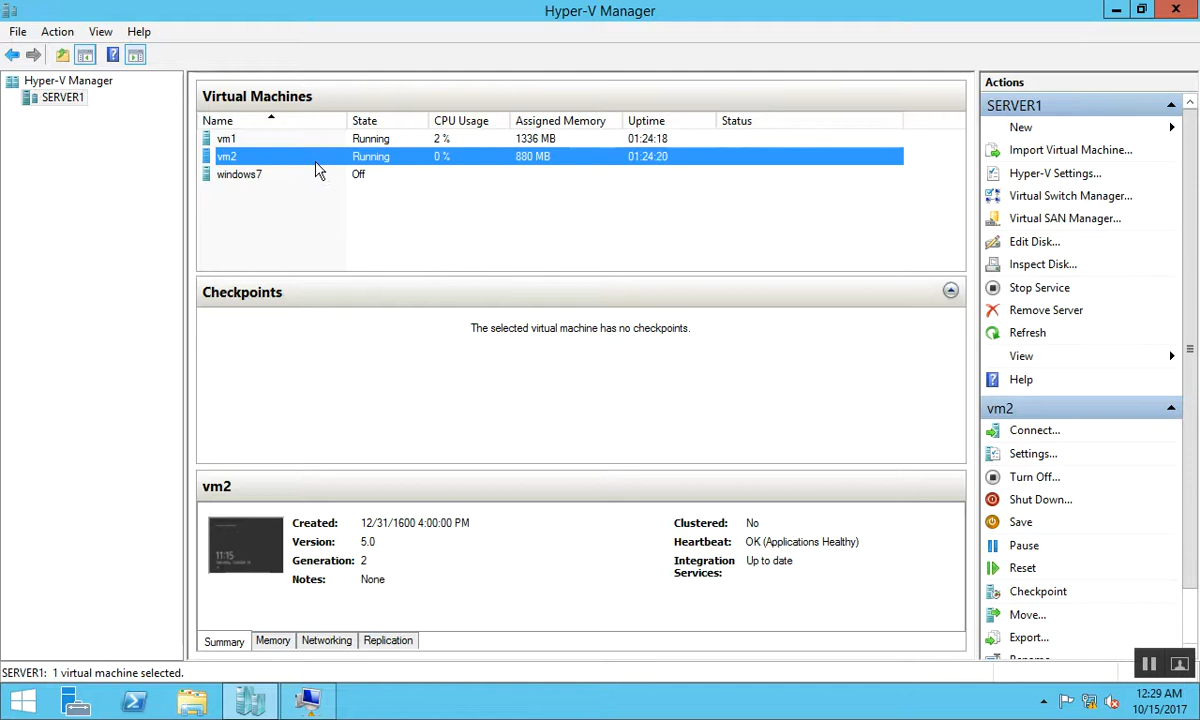 Hyper-V Manager
File Action View Help
Hyper-V Manager
SERVER1
Virtual Machines
Name State CPU Usage Assigned Memory Uptime Status
vm1 Running 2 % 1336 MB 01:24:18
vm2 Running 0 % 880 MB 01:24:20
windows7 Off
Checkpoints
The selected virtual machine has no checkpoints.
vm2
11:15
Created: 12/31/1600 4:00:00 PM
Version: 5.0
Generation: 2
Notes: None
Clustered: No
Heartbeat: OK (Applications Healthy)
Integration Up to date
Services:
Summary Memory Networking Replication
Actions
SERVER1
New
Import Virtual Machine...
Hyper-V Settings...
Virtual Switch Manager...
Virtual SAN Manager...
Edit Disk...
Inspect Disk...
Stop Service
Remove Server
Refresh
View
Help
vm2
Connect...
Settings...
Turn Off...
Shut Down...
Save
Pause
Reset
Checkpoint
Move...
Export...
SERVER1: 1 virtual machine selected.
12:29 AM
10/15/2017